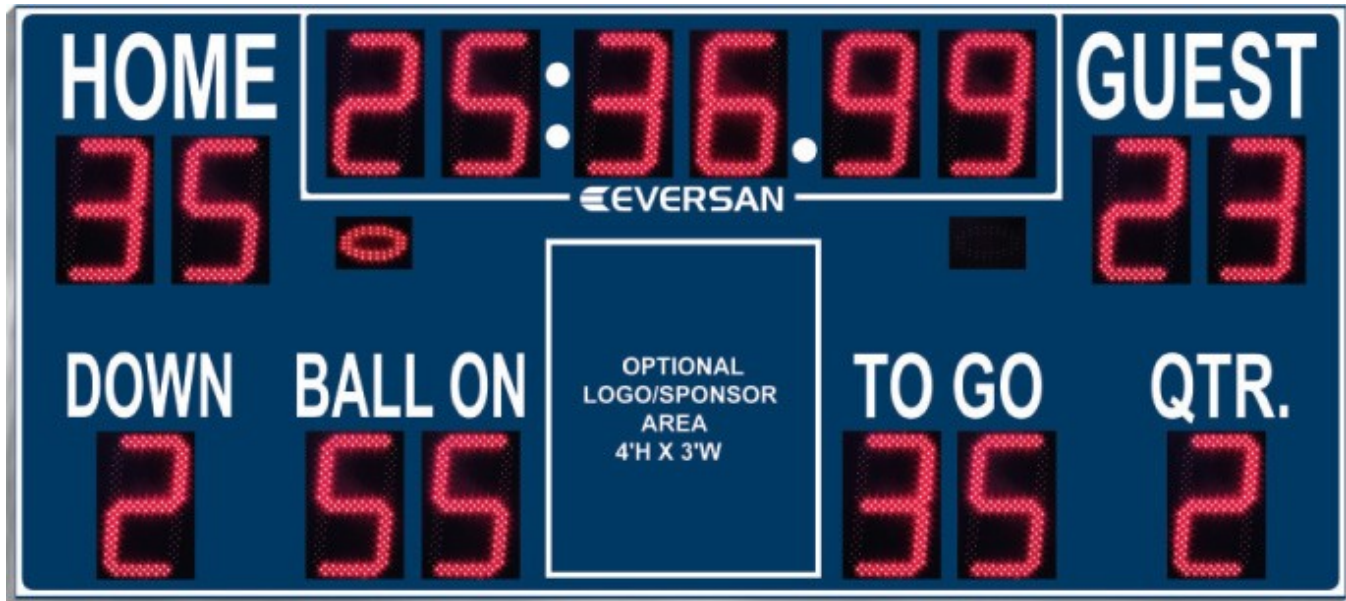 HOME 25:36.99 GUEST
35 23
EVERSAN
DOWN BALL ON TO GO QTR.
OPTIONAL
LOGO/SPONSOR
AREA
4'H X 3'W
2 55 35 2